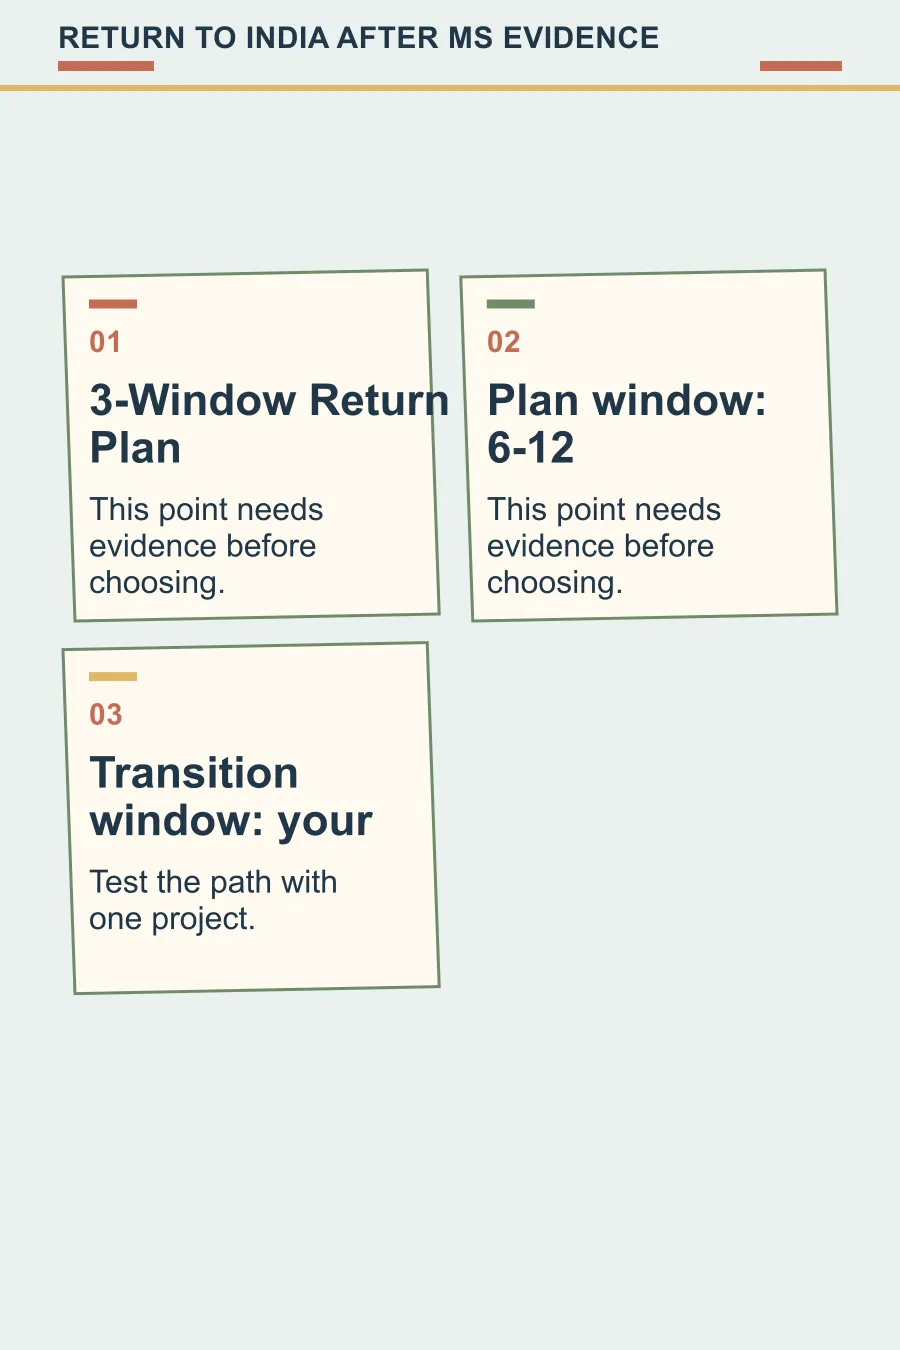 RETURN TO INDIA AFTER MS EVIDENCE
01
3-Window Return
Plan
This point needs
evidence before
choosing.
02
Plan window:
6-12
This point needs
evidence before
choosing.
03
Transition
window: your
Test the path with
one project.